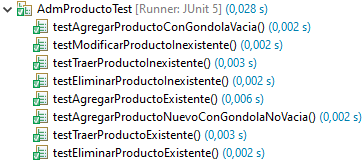 AdmProductoTest [Runner: JUnit 5] (0,028 s)
testAgregarProductoConGondolaVacia() (0,002 s)
testModificarProductoInexistente() (0,002 s)
testTraerProductoInexistente() (0,003 s)
testEliminarProductoInexistente() (0,002 s)
testAgregarProductoExistente() (0,006 s)
testAgregarProductoNuevoConGondolaNoVacia() (0,002 s)
testTraerProductoExistente() (0,003 s)
testEliminarProductoExistente() (0,002 s)